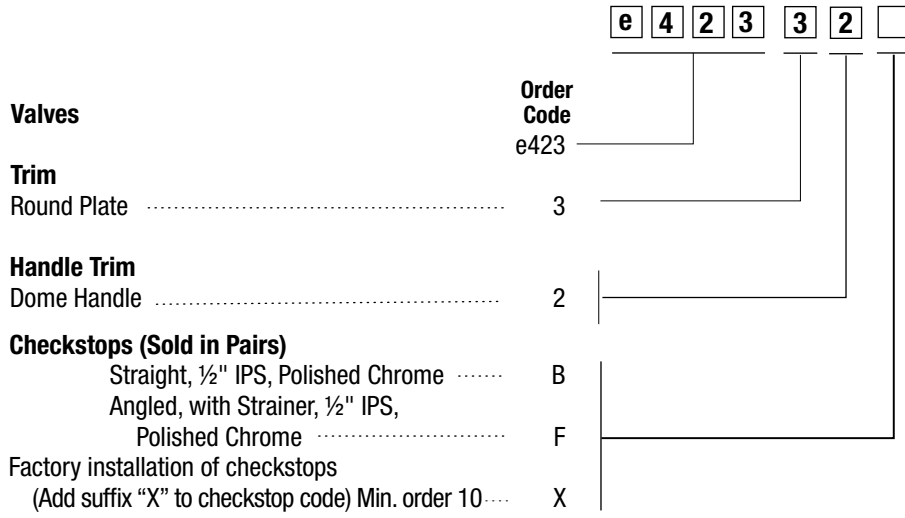 e 4 2 3 3 2
Order
Valves Code
e423
Trim
Round Plate 3
Handle Trim
Dome Handle 2
Checkstops (Sold in Pairs)
Straight, ½" IPS, Polished Chrome B
Angled, with Strainer, ½" IPS,
Polished Chrome F
Factory installation of checkstops
(Add suffix “X” to checkstop code) Min. order 10 X